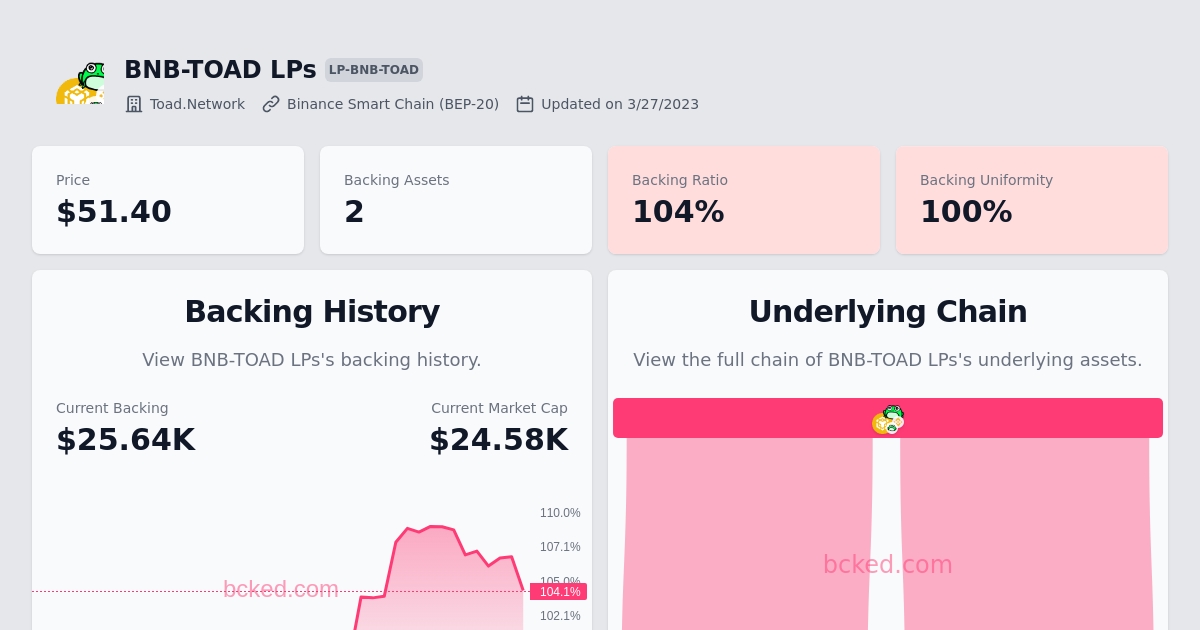 BNB-TOAD LPs LP-BNB-TOAD
Toad.Network Binance Smart Chain (BEP-20) Updated on 3/27/2023
Price
$51.40
Backing Assets
2
Backing Ratio
104%
Backing Uniformity
100%
Backing History
View BNB-TOAD LPs's backing history.
Current Backing
$25.64K
Current Market Cap
$24.58K
110.0%
107.1%
105.0%
104.1%
102.1%
bcked.com
Underlying Chain
View the full chain of BNB-TOAD LPs's underlying assets.
bcked.com